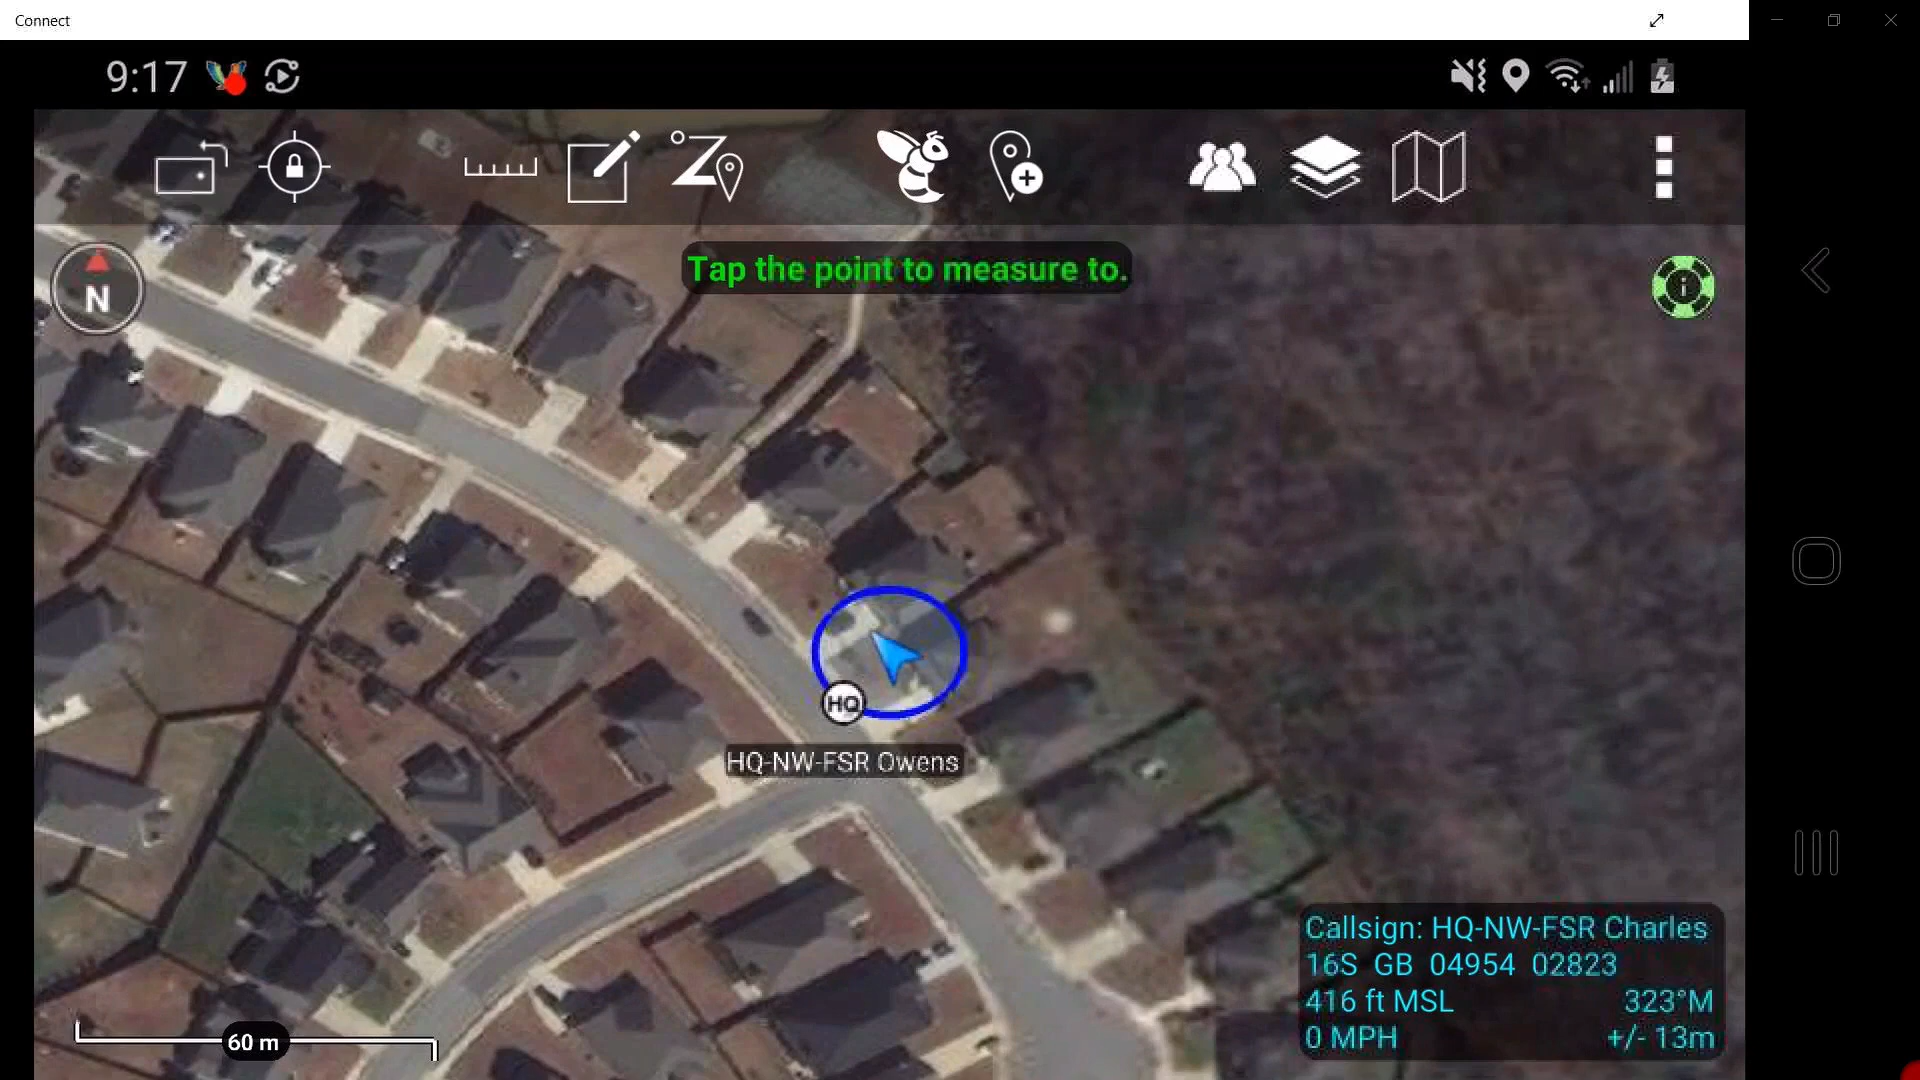 Connect
9:17
Tap the point to measure to.
N
i
HQ
HQ-NW-FSR Owens
Callsign: HQ-NW-FSR Charles
16S GB 04954 02823
416 ft MSL 323°M
0 MPH +/- 13m
60 m